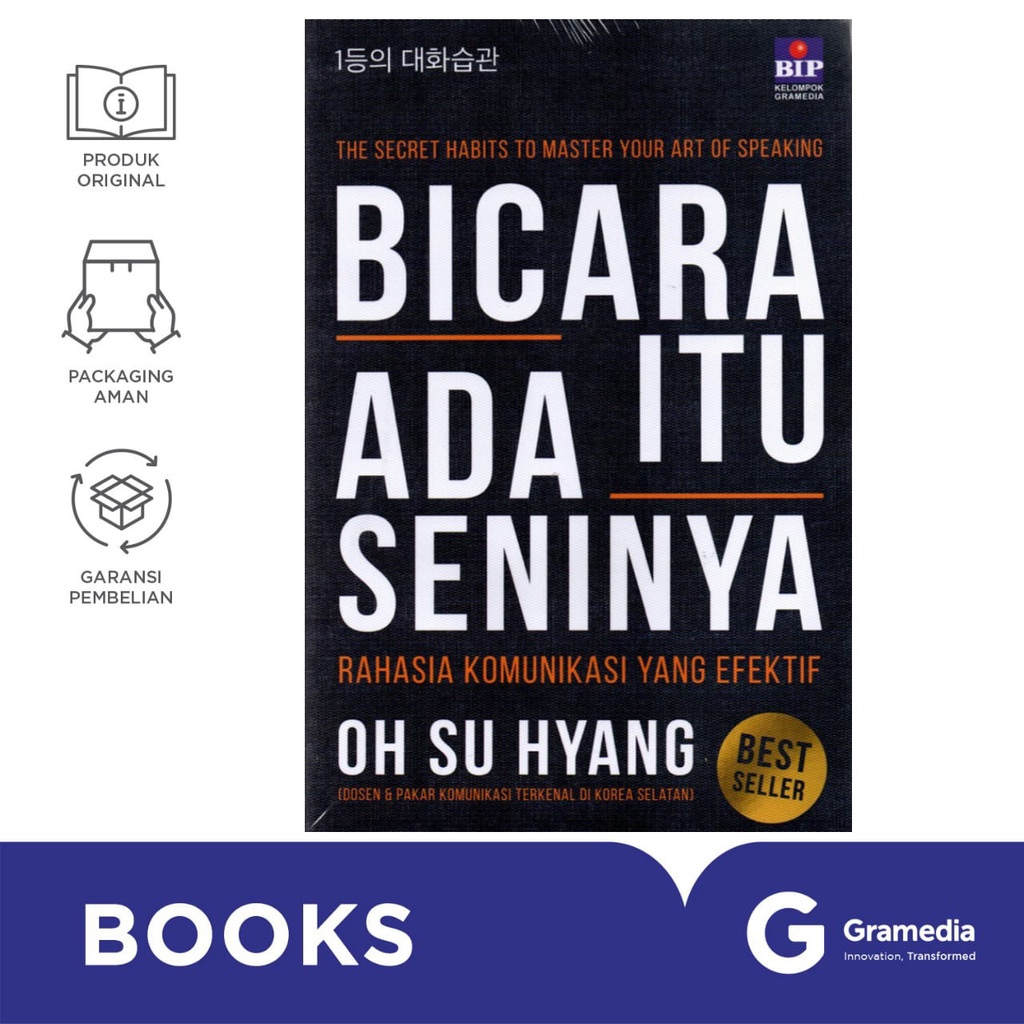 PRODUK
ORIGINAL
PACKAGING
AMAN
GARANSI
PEMBELIAN
1등의 대화습관
BIP
KELOMPOK
GRAMEDIA
THE SECRET HABITS TO MASTER YOUR ART OF SPEAKING
BICARA
ITU
ADA
SENINYA
RAHASIA KOMUNIKASI YANG EFEKTIF
OH SU HYANG
(DOSEN & PAKAR KOMUNIKASI TERKENAL DI KOREA SELATAN)
BEST
SELLER
BOOKS
G Gramedia
Innovation, Transformed